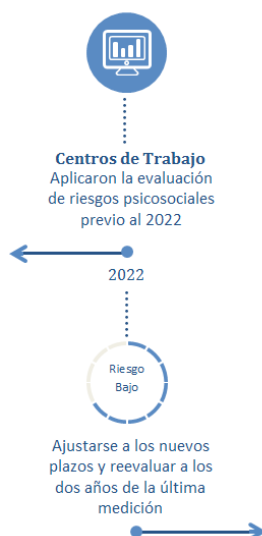 Centros de Trabajo
Aplicaron la evaluación
de riesgos psicosociales
previo al 2022
2022
Riesgo
Bajo
Ajustarse a los nuevos
plazos y reevaluar a los
dos años de la última
medición